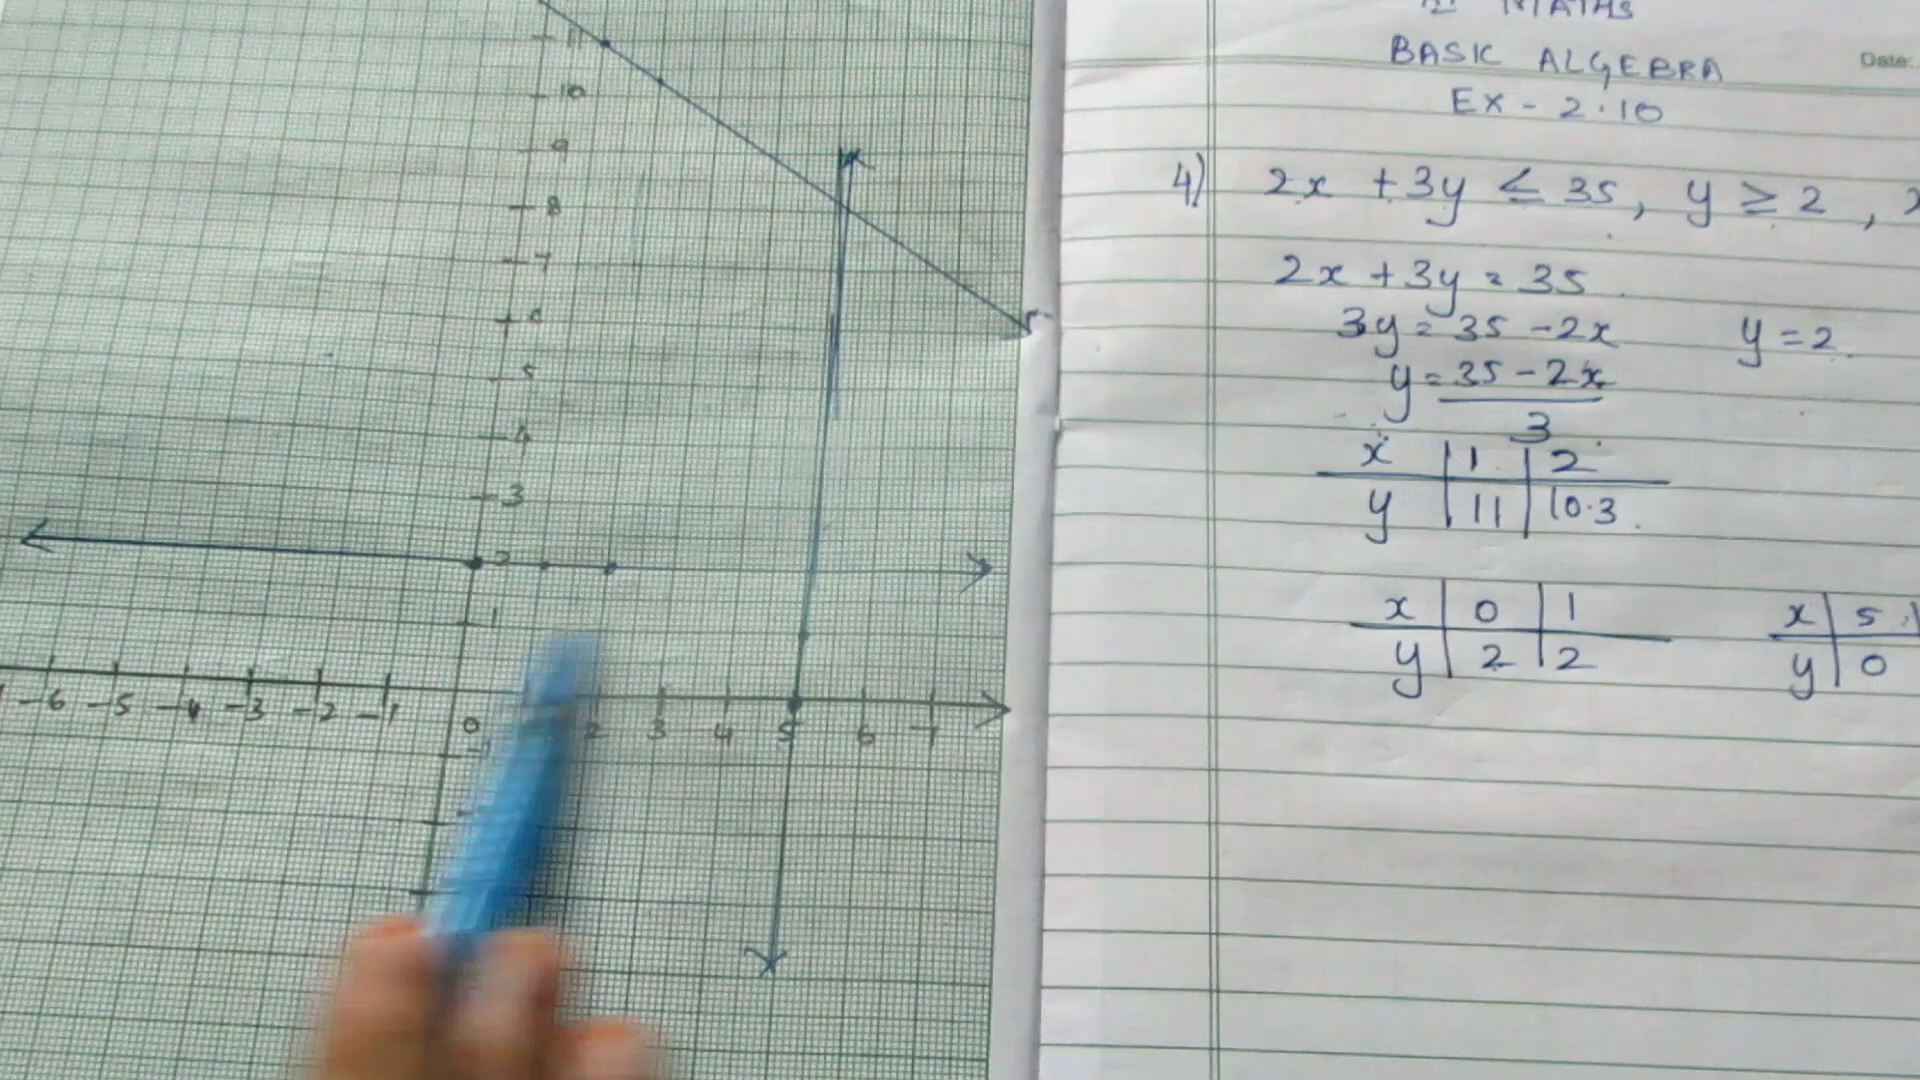 11
10
9
8
7
6
5
4
3
2
1
-6 -5 -4 -3 -2 -1 0 2 3 4 5 6 7
-1
MATHS
BASIC ALGEBRA
Date:
EX - 2.10
4) 2x + 3y ≤ 35, y ≥ 2 ,
2x + 3y = 35
3y = 35 - 2x y = 2
y = 35 - 2x
3
x 1 2
y 11 10.3
x 0 1
y 2 2
x 5
y 0